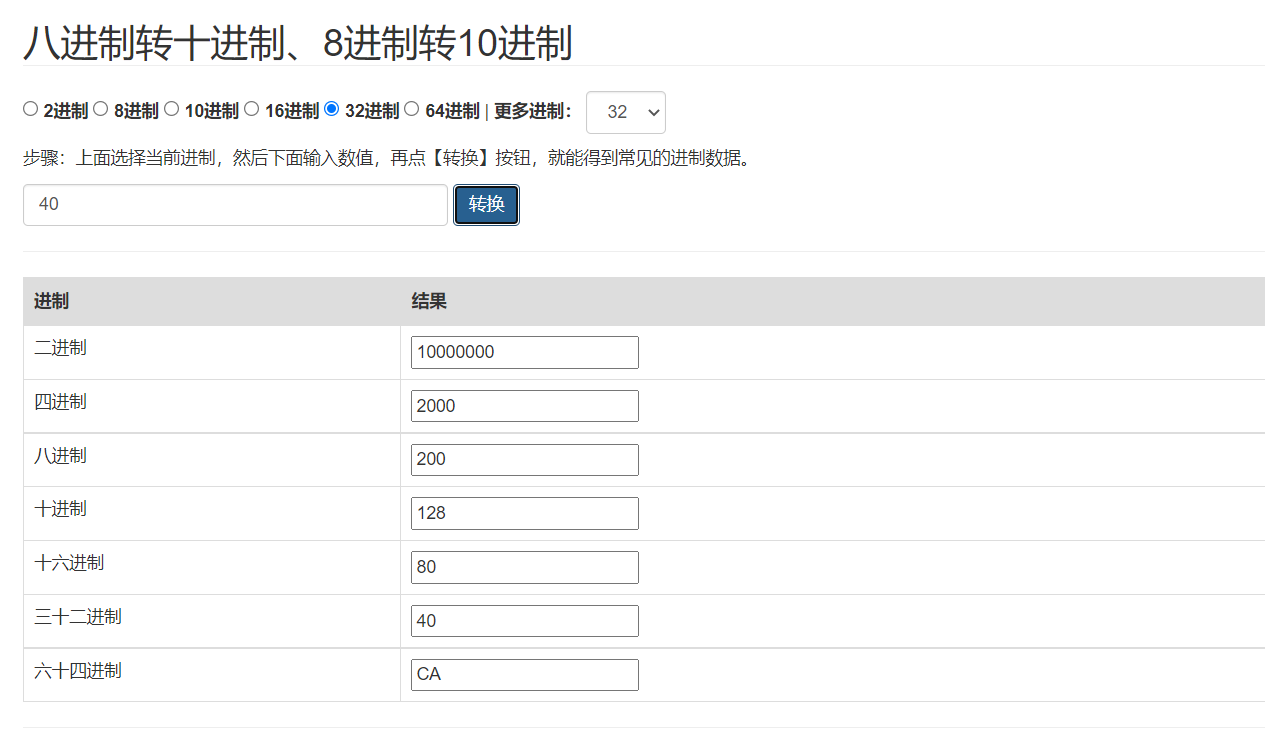 八进制转十进制、8进制转10进制
2进制 8进制 10进制 16进制 32进制 64进制 | 更多进制： 32
步骤：上面选择当前进制，然后下面输入数值，再点【转换】按钮，就能得到常见的进制数据。
40 转换
进制 结果
二进制 10000000
四进制 2000
八进制 200
十进制 128
十六进制 80
三十二进制 40
六十四进制 CA